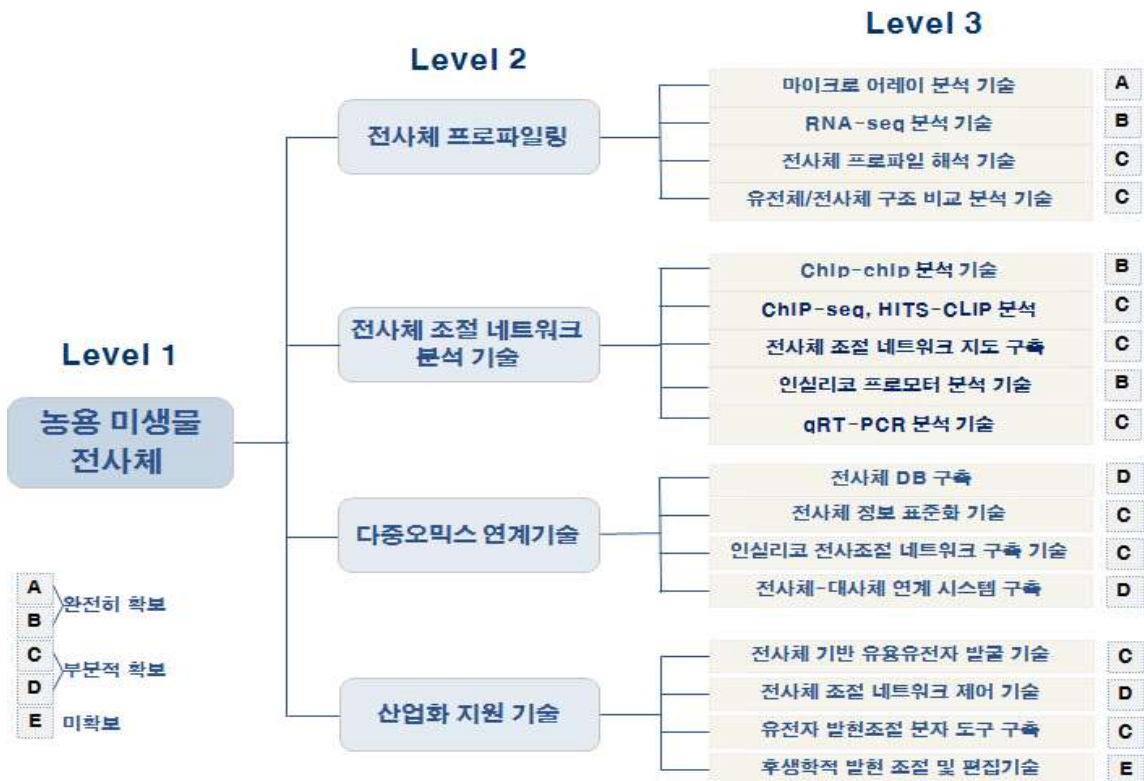 Level 1
농용 미생물
전사체
A
B
완전히 확보
C
D
부분적 확보
E 미확보
Level 2
전사체 프로파일링
전사체 조절 네트워크
분석 기술
다중오믹스 연계기술
산업화 지원 기술
Level 3
마이크로 어레이 분석 기술 A
RNA-seq 분석 기술 B
전사체 프로파일 해석 기술 C
유전체/전사체 구조 비교 분석 기술 C
Chip-chip 분석 기술 B
ChIP-seq, HITS-CLIP 분석 C
전사체 조절 네트워크 지도 구축 C
인실리코 프로모터 분석 기술 B
qRT-PCR 분석 기술 C
전사체 DB 구축 D
전사체 정보 표준화 기술 C
인실리코 전사조절 네트워크 구축 기술 C
전사체-대사체 연계 시스템 구축 D
전사체 기반 유용유전자 발굴 기술 C
전사체 조절 네트워크 제어 기술 D
유전자 발현조절 분자 도구 구축 C
후생학적 발현 조절 및 편집기술 E